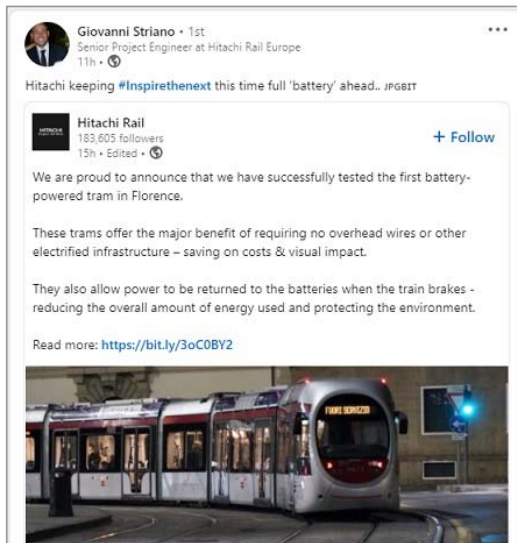 Giovanni Striano • 1st
Senior Project Engineer at Hitachi Rail Europe
11h •
Hitachi keeping #Inspirethenext this time full 'battery' ahead.. JPGBIT
HITACHI
Hitachi Rail
183,605 followers
15h • Edited •
+ Follow
We are proud to announce that we have successfully tested the first battery-
powered tram in Florence.
These trams offer the major benefit of requiring no overhead wires or other
electrified infrastructure – saving on costs & visual impact.
They also allow power to be returned to the batteries when the train brakes -
reducing the overall amount of energy used and protecting the environment.
Read more: https://bit.ly/3oC0BY2
FUORI SERVIZIO